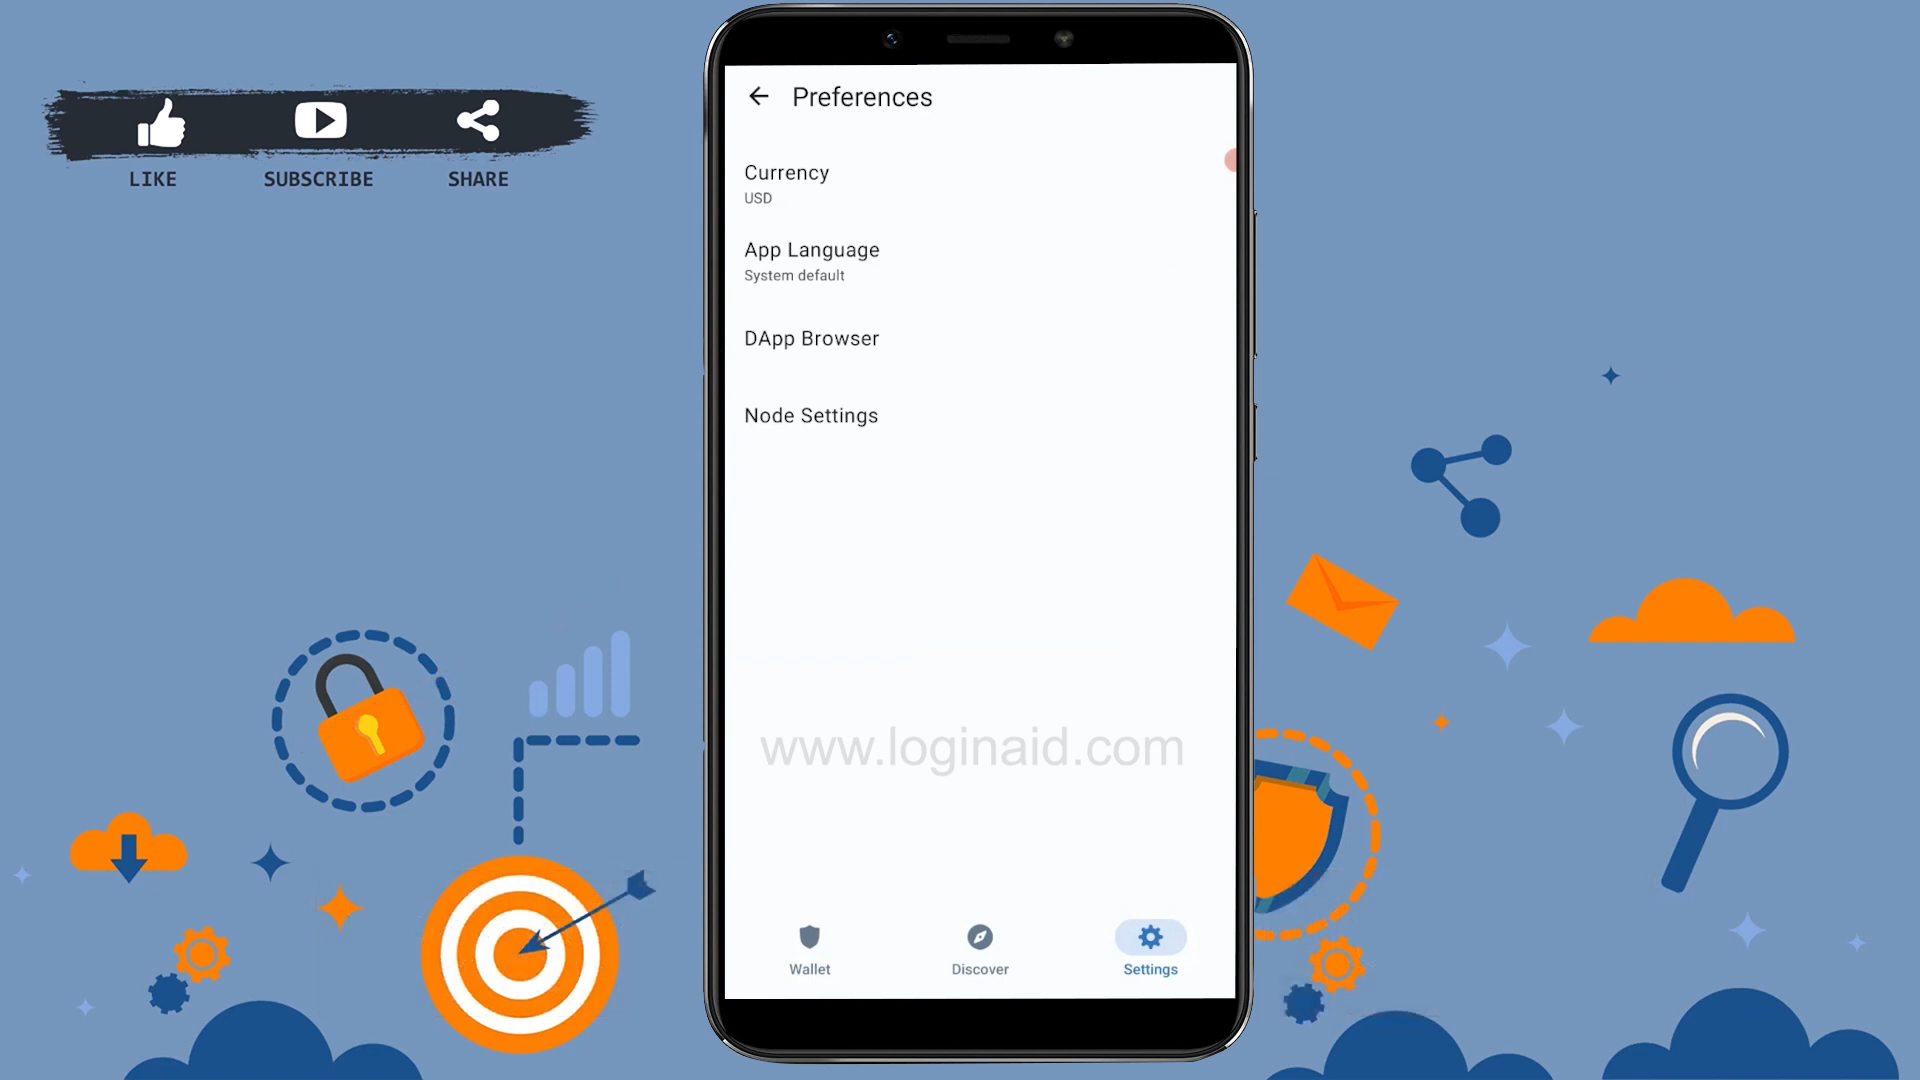 LIKE
SUBSCRIBE
SHARE
Preferences
Currency
USD
App Language
System default
DApp Browser
Node Settings
www.loginaid.com
Wallet
Discover
Settings